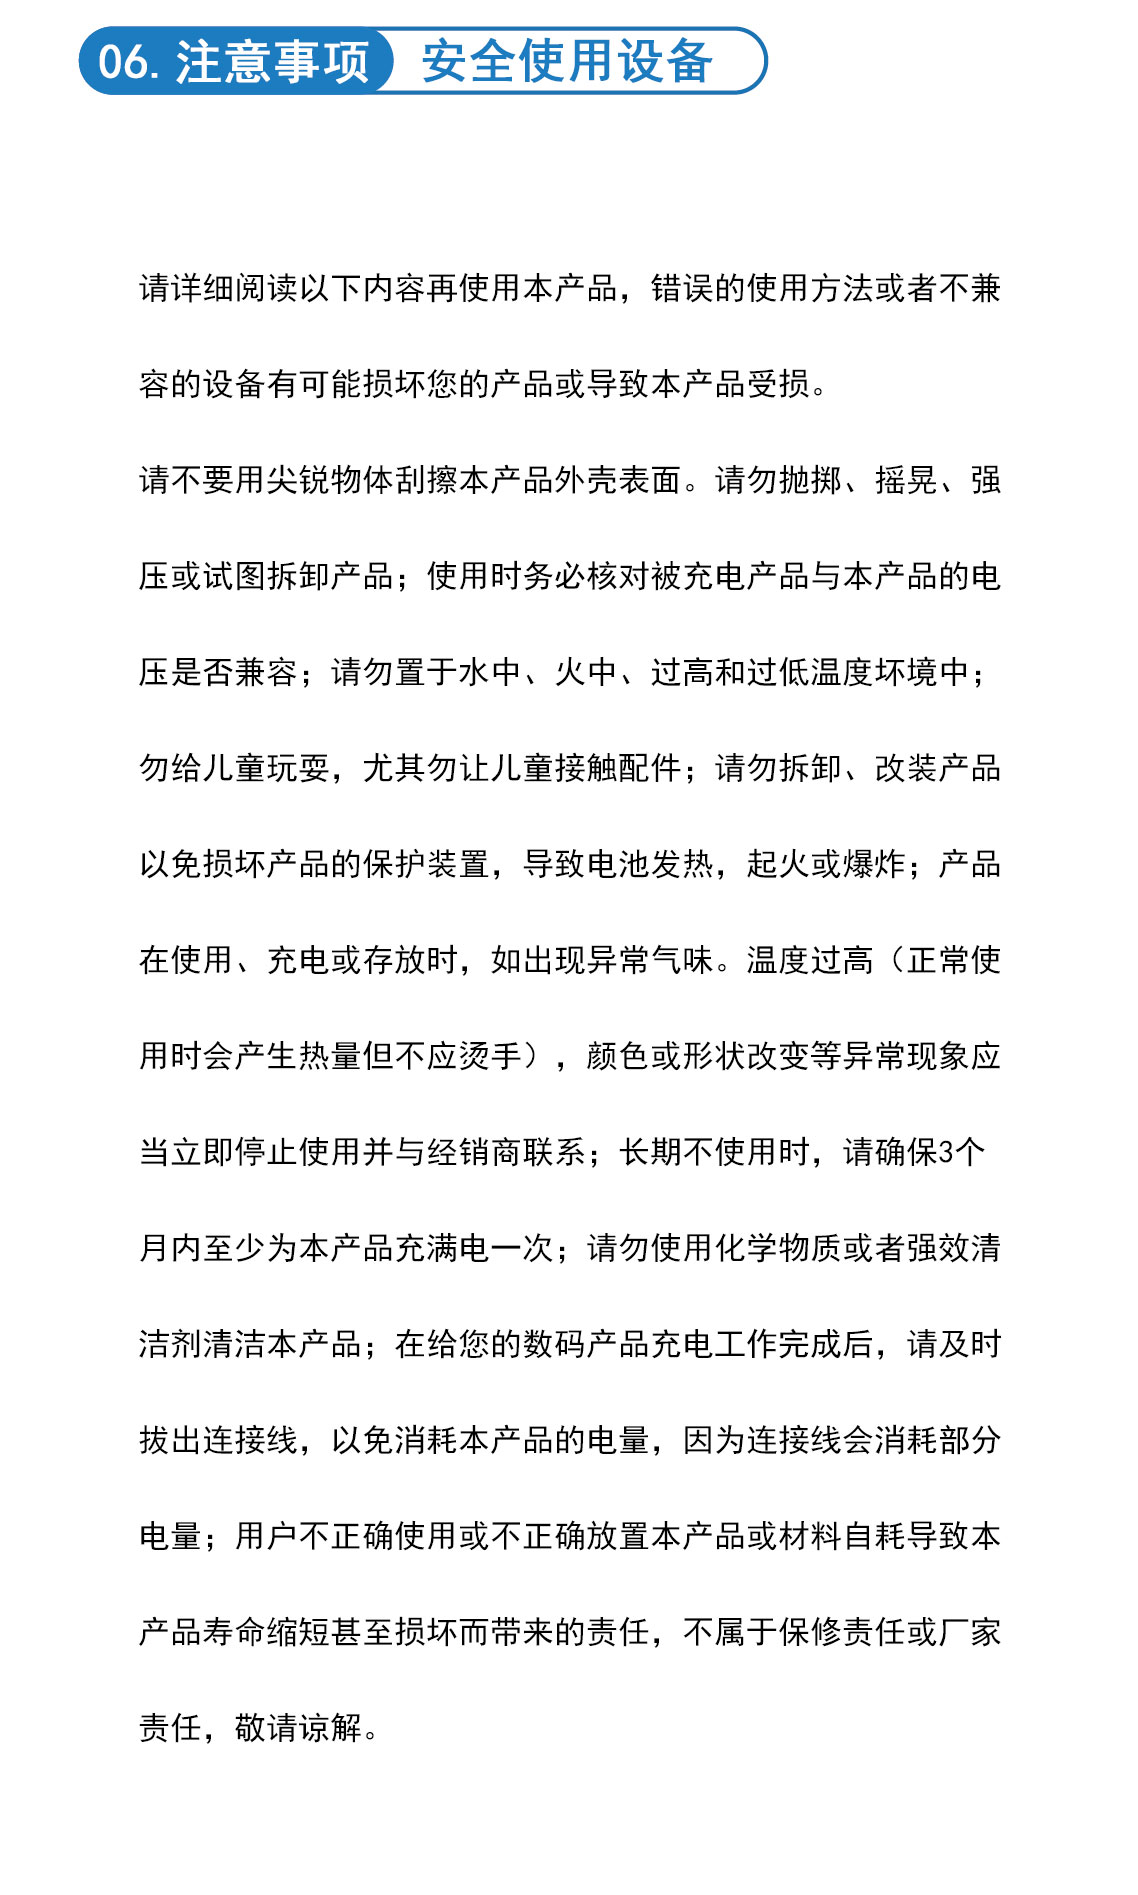 06. 注意事项 安全使用设备
请详细阅读以下内容再使用本产品，错误的使用方法或者不兼
容的设备有可能损坏您的产品或导致本产品受损。
请不要用尖锐物体刮擦本产品外壳表面。请勿抛掷、摇晃、强
压或试图拆卸产品；使用时务必核对被充电产品与本产品的电
压是否兼容；请勿置于水中、火中、过高和过低温度坏境中；
勿给儿童玩耍，尤其勿让儿童接触配件；请勿拆卸、改装产品
以免损坏产品的保护装置，导致电池发热，起火或爆炸；产品
在使用、充电或存放时，如出现异常气味。温度过高（正常使
用时会产生热量但不应烫手），颜色或形状改变等异常现象应
当立即停止使用并与经销商联系；长期不使用时，请确保3个
月内至少为本产品充满电一次；请勿使用化学物质或者强效清
洁剂清洁本产品；在给您的数码产品充电工作完成后，请及时
拔出连接线，以免消耗本产品的电量，因为连接线会消耗部分
电量；用户不正确使用或不正确放置本产品或材料自耗导致本
产品寿命缩短甚至损坏而带来的责任，不属于保修责任或厂家
责任，敬请谅解。